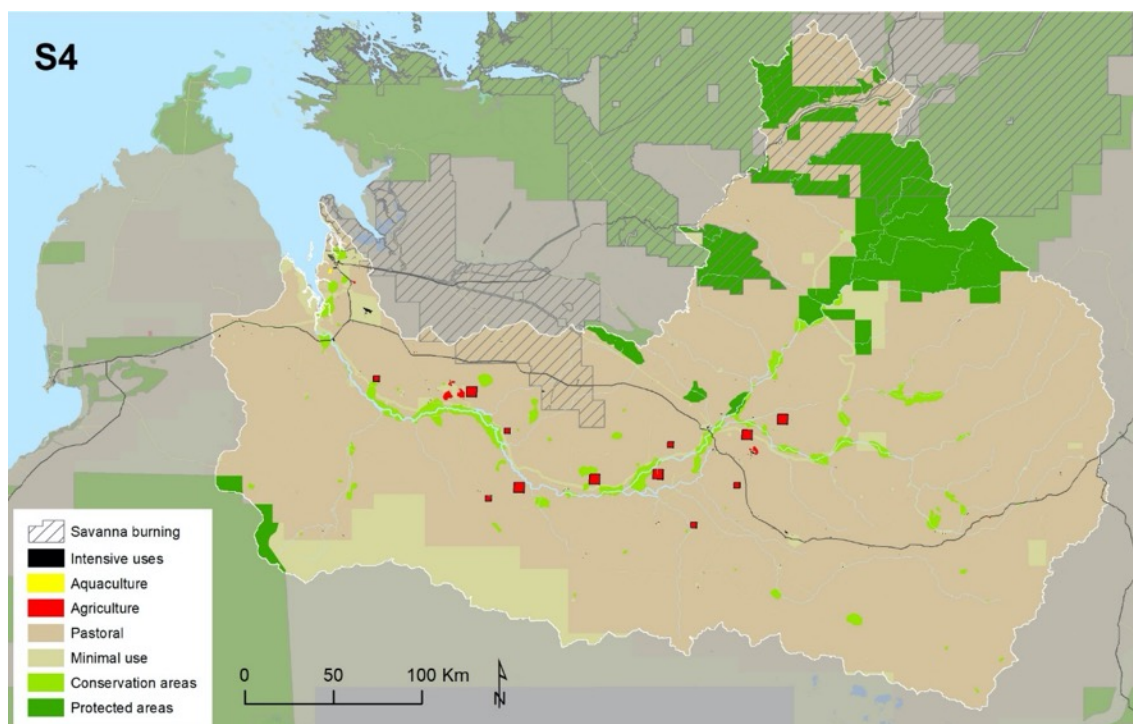 S4
Savanna burning
Intensive uses
Aquaculture
Agriculture
Pastoral
Minimal use
Conservation areas
Protected areas
0 50 100 Km
N